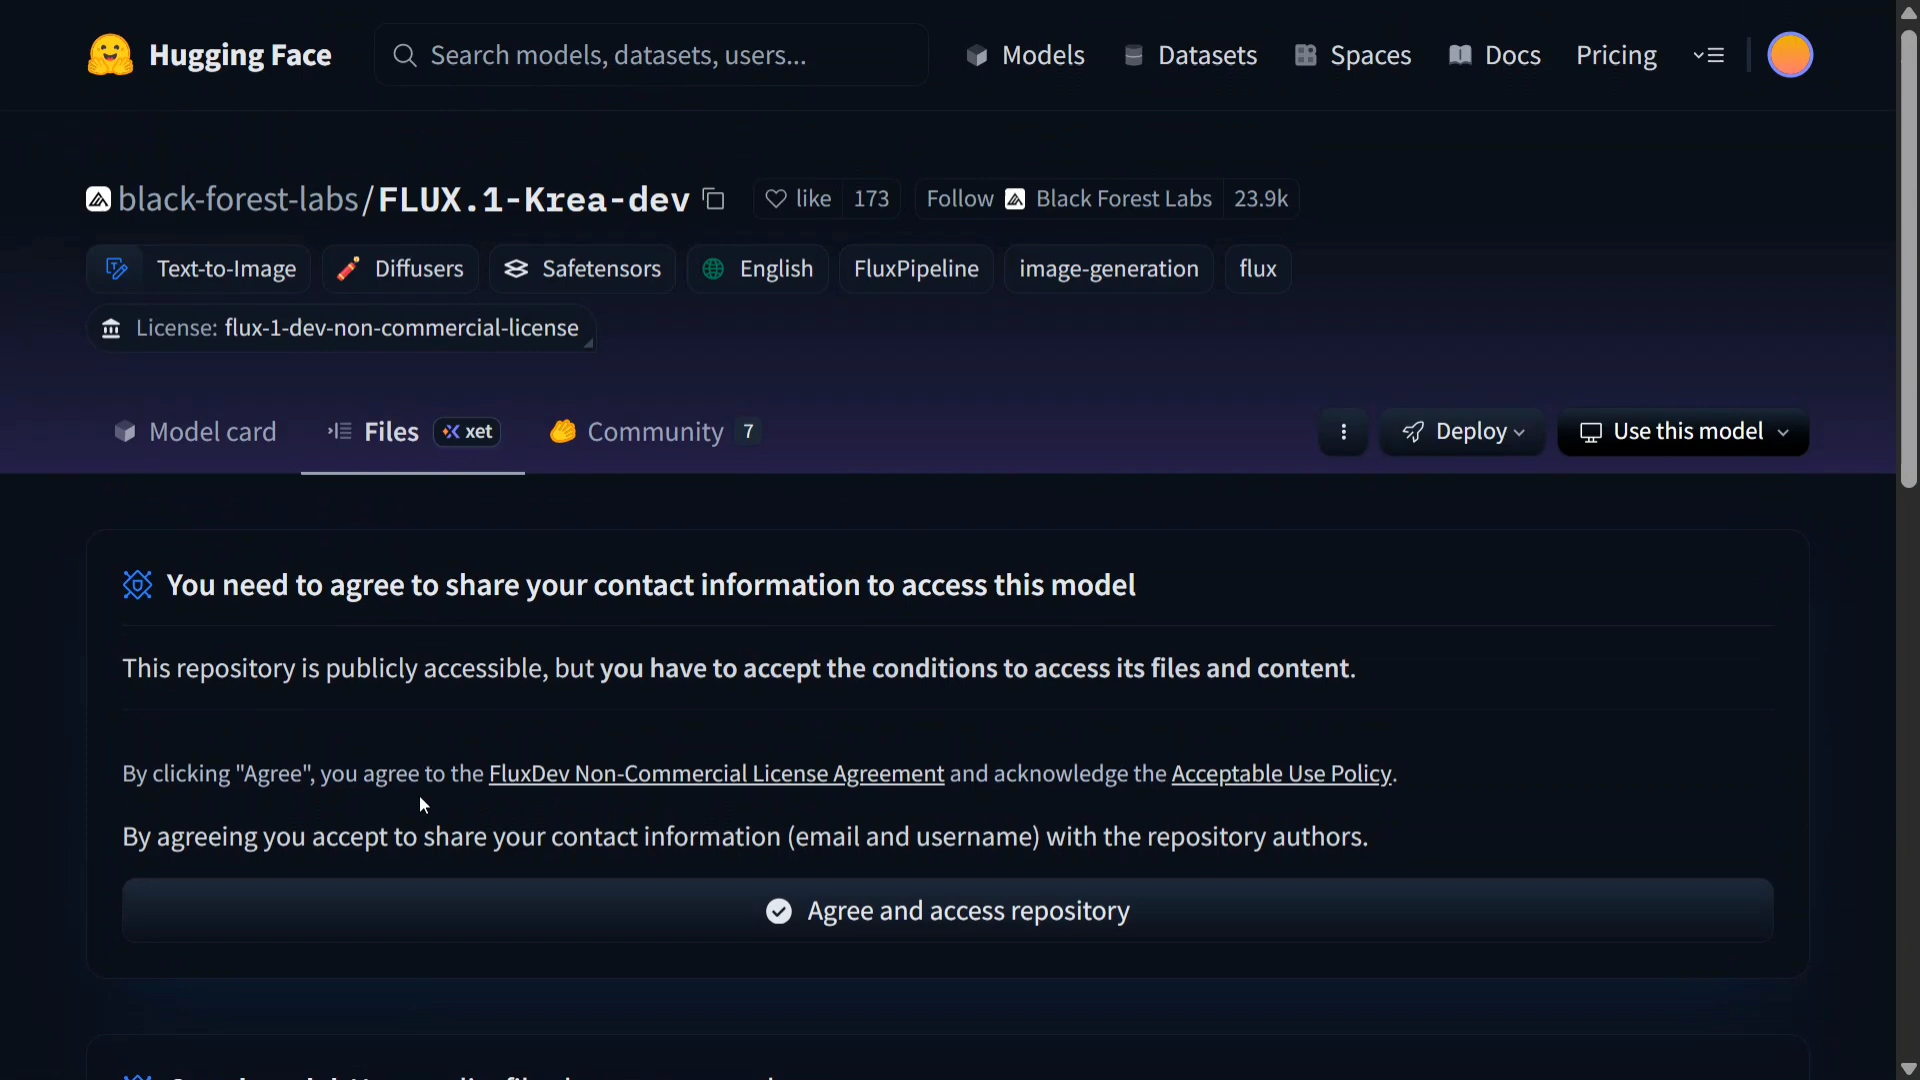 Hugging Face
Search models, datasets, users...
Models
Datasets
Spaces
Docs
Pricing
black-forest-labs/FLUX.1-Krea-dev
like 173
Follow Black Forest Labs 23.9k
Text-to-Image
Diffusers
Safetensors
English
FluxPipeline
image-generation
flux
License: flux-1-dev-non-commercial-license
Model card
Files xet
Community 7
Deploy
Use this model
You need to agree to share your contact information to access this model
This repository is publicly accessible, but you have to accept the conditions to access its files and content.
By clicking "Agree", you agree to the FluxDev Non-Commercial License Agreement and acknowledge the Acceptable Use Policy.
By agreeing you accept to share your contact information (email and username) with the repository authors.
Agree and access repository